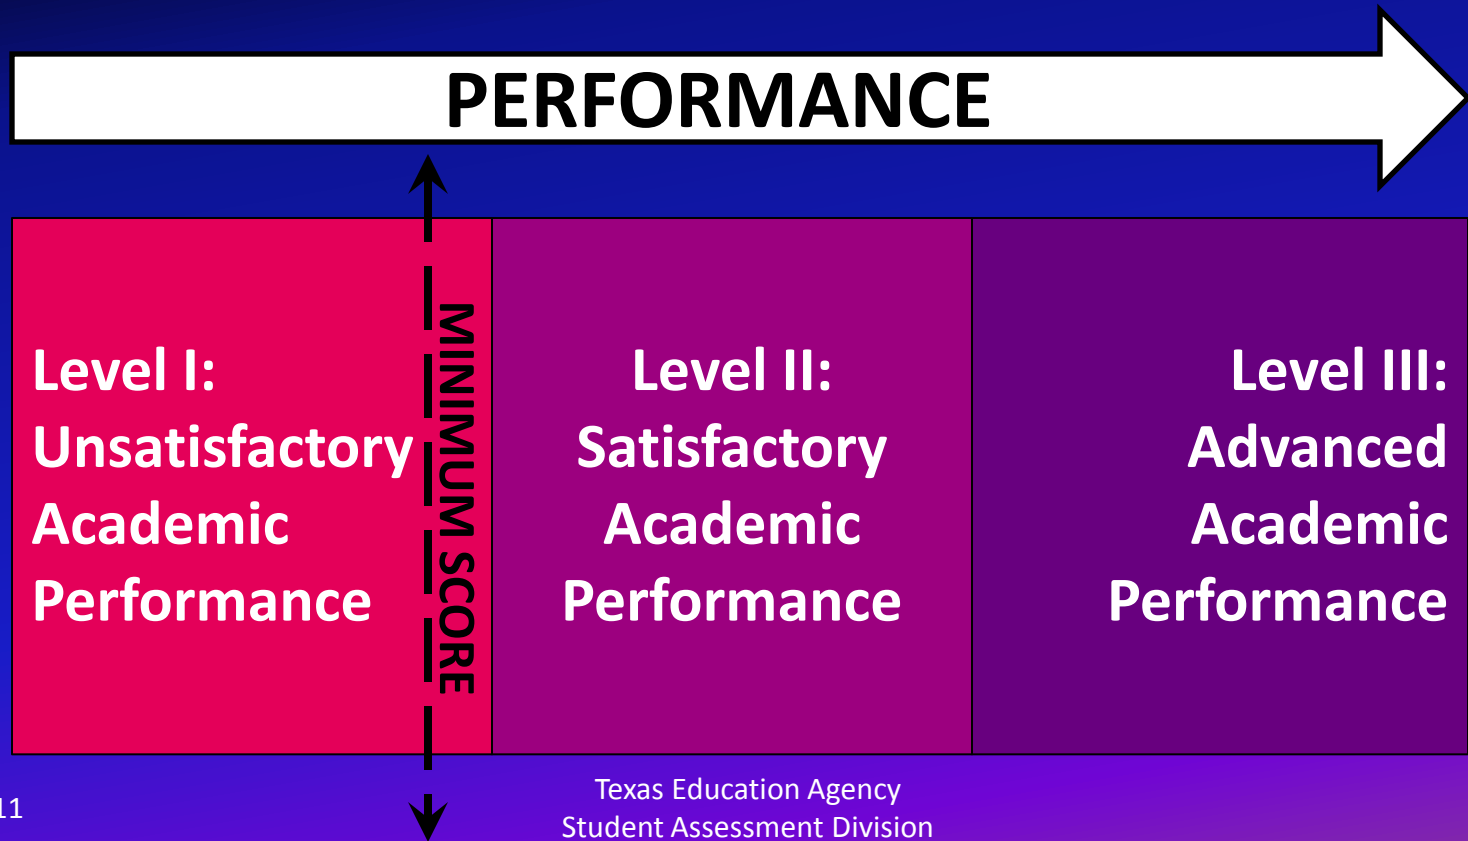 PERFORMANCE
Level I:
Unsatisfactory
Academic
Performance
MINIMUM SCORE
Level II:
Satisfactory
Academic
Performance
Level III:
Advanced
Academic
Performance
11
Texas Education Agency
Student Assessment Division